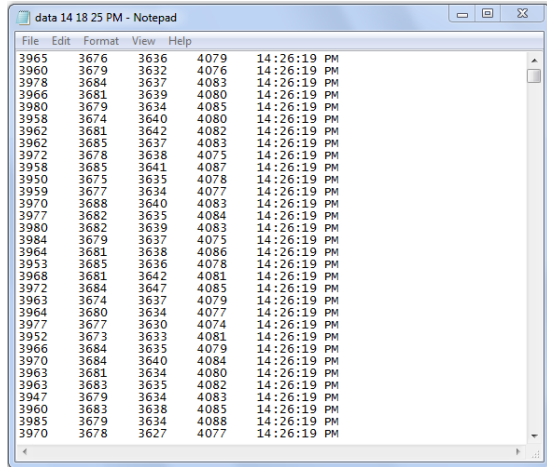 data 14 18 25 PM - Notepad
File Edit Format View Help
3965 3676 3636 4079 14:26:19 PM
3960 3679 3632 4076 14:26:19 PM
3978 3684 3637 4083 14:26:19 PM
3966 3681 3639 4080 14:26:19 PM
3980 3679 3634 4085 14:26:19 PM
3958 3674 3640 4080 14:26:19 PM
3962 3681 3642 4082 14:26:19 PM
3962 3685 3637 4083 14:26:19 PM
3972 3678 3638 4075 14:26:19 PM
3958 3685 3641 4087 14:26:19 PM
3950 3675 3635 4078 14:26:19 PM
3959 3677 3634 4077 14:26:19 PM
3970 3688 3640 4083 14:26:19 PM
3977 3682 3635 4084 14:26:19 PM
3980 3682 3639 4083 14:26:19 PM
3984 3679 3637 4075 14:26:19 PM
3964 3681 3638 4086 14:26:19 PM
3953 3685 3636 4078 14:26:19 PM
3968 3681 3642 4081 14:26:19 PM
3972 3684 3647 4085 14:26:19 PM
3963 3674 3637 4079 14:26:19 PM
3964 3680 3634 4077 14:26:19 PM
3977 3677 3630 4074 14:26:19 PM
3952 3673 3633 4081 14:26:19 PM
3966 3684 3635 4079 14:26:19 PM
3970 3684 3640 4084 14:26:19 PM
3963 3681 3634 4080 14:26:19 PM
3963 3683 3635 4082 14:26:19 PM
3947 3679 3634 4083 14:26:19 PM
3960 3683 3638 4085 14:26:19 PM
3985 3679 3634 4088 14:26:19 PM
3970 3678 3627 4077 14:26:19 PM